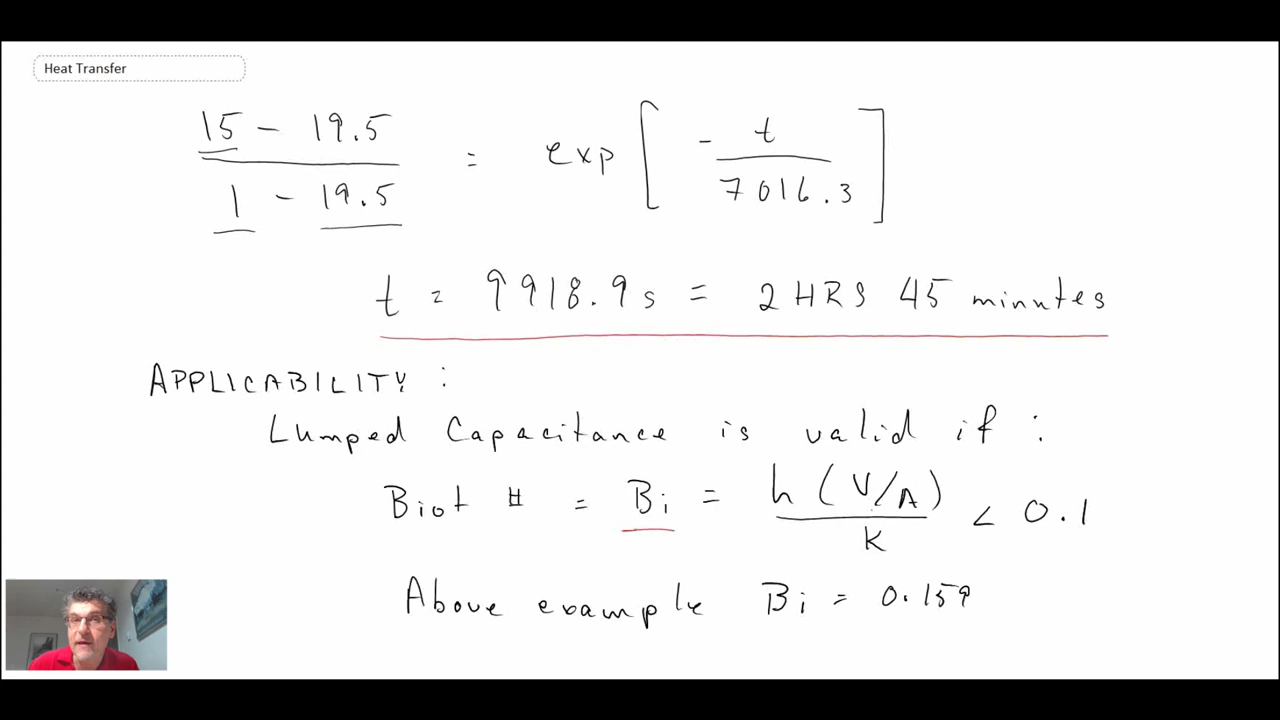 Heat Transfer
15 - 19.5 / 1 - 19.5 = exp [ - t / 7016.3 ]
t = 9918.9 s = 2 HRS 45 minutes
APPLICABILITY :
Lumped Capacitance is valid if :
Biot # = Bi = h (V/A) / K < 0.1
Above example Bi = 0.159